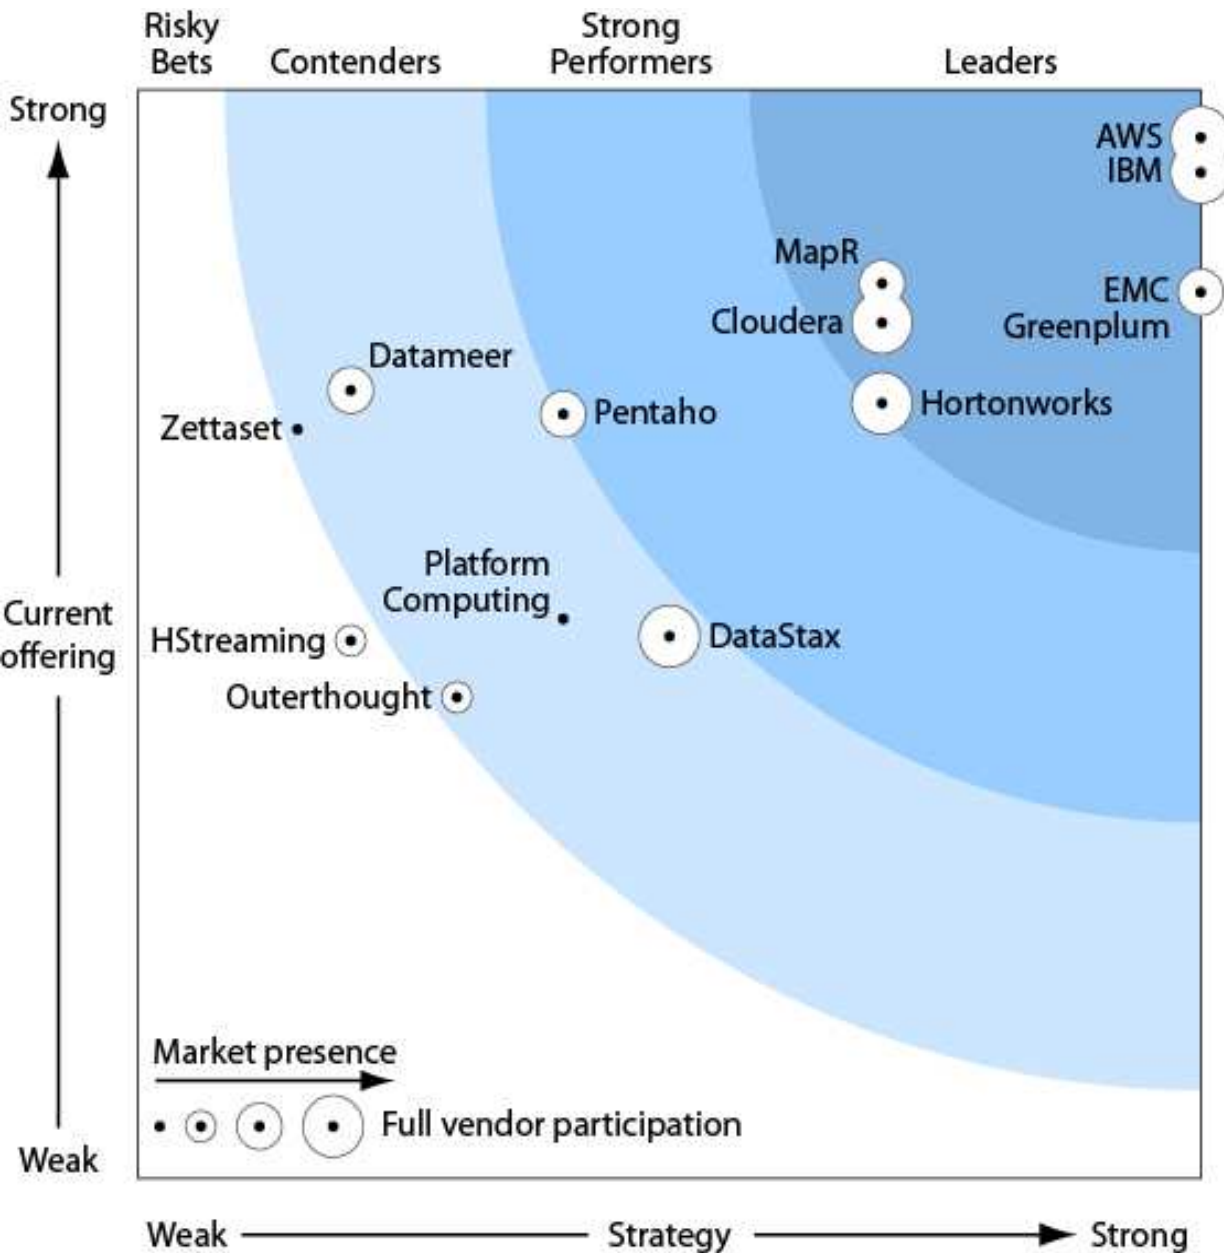 Risky
Bets
Contenders
Strong
Performers
Leaders
Strong
AWS
IBM
MapR
EMC
Greenplum
Cloudera
Datameer
Hortonworks
Pentaho
Zettaset
Platform
Computing
Current
offering
HStreaming
DataStax
Outerthought
Market presence
Full vendor participation
Weak
Weak
Strategy
Strong